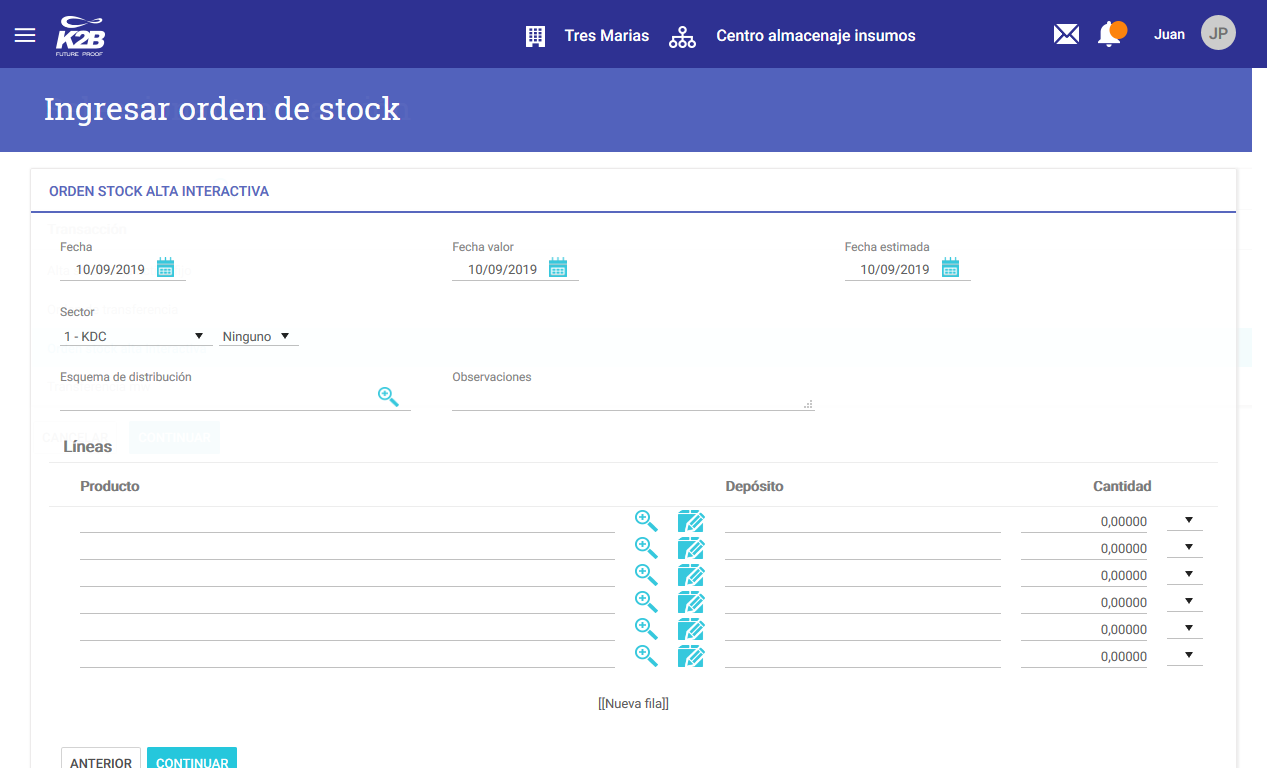 K2B
FUTURE PROOF
Tres Marias
Centro almacenaje insumos
Juan
JP
Ingresar orden de stock
ORDEN STOCK ALTA INTERACTIVA
Fecha Fecha valor Fecha estimada
10/09/2019 10/09/2019 10/09/2019
Sector
1 - KDC Ninguno
Esquema de distribución Observaciones
CONTINUAR
Líneas
Producto Depósito Cantidad
0,00000
0,00000
0,00000
0,00000
0,00000
0,00000
[[Nueva fila]]
ANTERIOR CONTINUAR